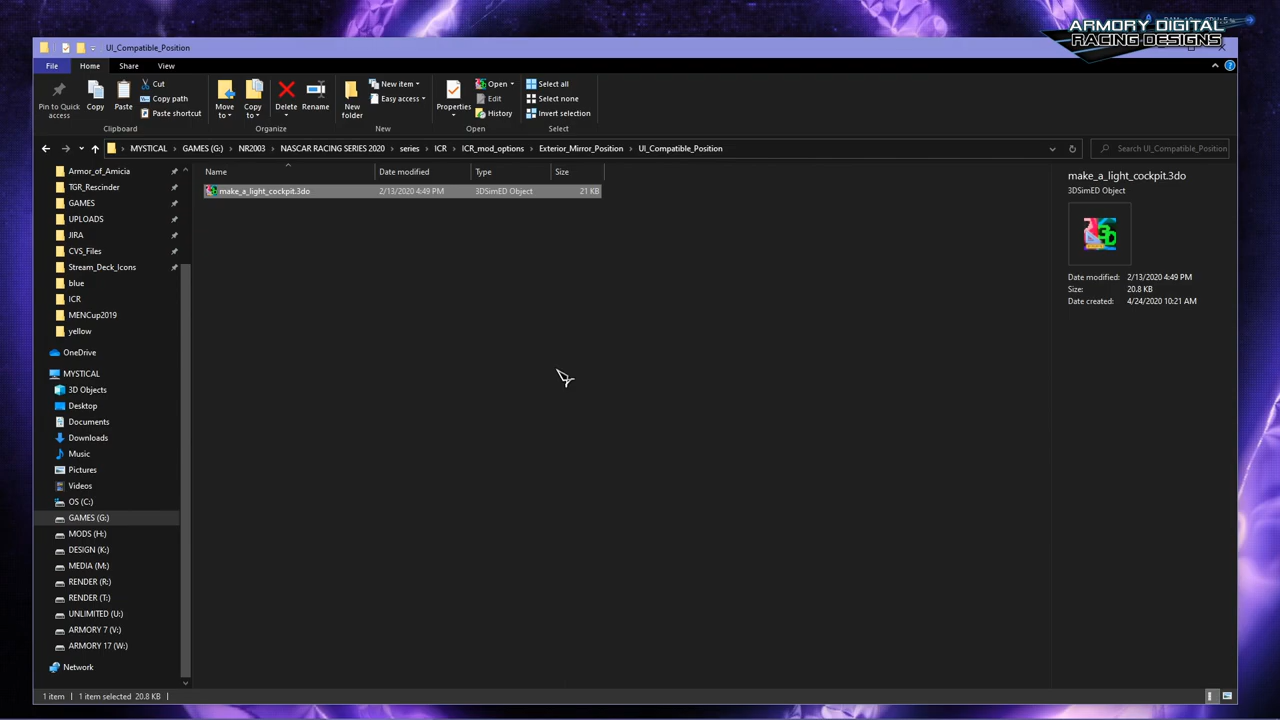 ARMORY DIGITAL
RACING DESIGNS
UI_Compatible_Position
File Home Share View
Pin to Quick access
Copy
Paste
Cut
Copy path
Paste shortcut
Clipboard
Move to
Copy to
Delete
Rename
Organize
New folder
New item
Easy access
New
Properties
Open
Edit
History
Open
Select all
Select none
Invert selection
Select
MYSTICAL > GAMES (G:) > NR2003 > NASCAR RACING SERIES 2020 > series > ICR > ICR_mod_options > Exterior_Mirror_Position > UI_Compatible_Position
Search UI_Compatible_Position
Armor_of_Amicia
TGR_Rescinder
GAMES
UPLOADS
JIRA
CVS_Files
Stream_Deck_Icons
blue
ICR
MENCup2019
yellow
OneDrive
MYSTICAL
3D Objects
Desktop
Documents
Downloads
Music
Pictures
Videos
OS (C:)
GAMES (G:)
MODS (H:)
DESIGN (K:)
MEDIA (M:)
RENDER (R:)
RENDER (T:)
UNLIMITED (U:)
ARMORY 7 (V:)
ARMORY 17 (W:)
Network
Name Date modified Type Size
make_a_light_cockpit.3do 2/13/2020 4:49 PM 3DSimED Object 21 KB
make_a_light_cockpit.3do
3DSimED Object
Date modified: 2/13/2020 4:49 PM
Size: 20.8 KB
Date created: 4/24/2020 10:21 AM
1 item 1 item selected 20.8 KB